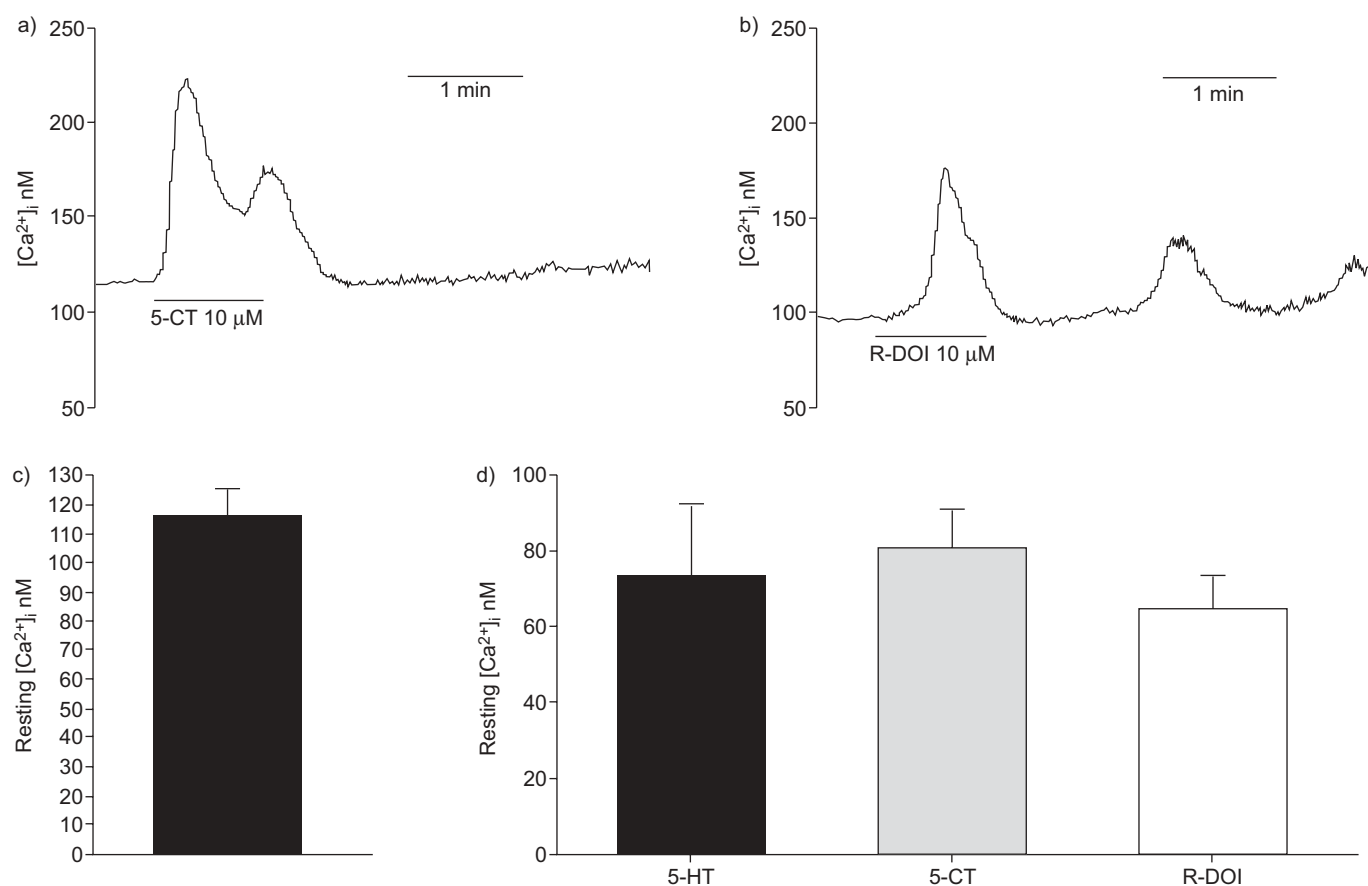 a)
250
200
150
100
50
[Ca²⁺]ᵢ nM
1 min
5-CT 10 μM
b)
250
200
150
100
50
[Ca²⁺]ᵢ nM
1 min
R-DOI 10 μM
c)
130
120
110
100
90
80
70
60
50
40
30
20
10
0
Resting [Ca²⁺]ᵢ nM
d)
100
80
60
40
20
0
Resting [Ca²⁺]ᵢ nM
5-HT
5-CT
R-DOI